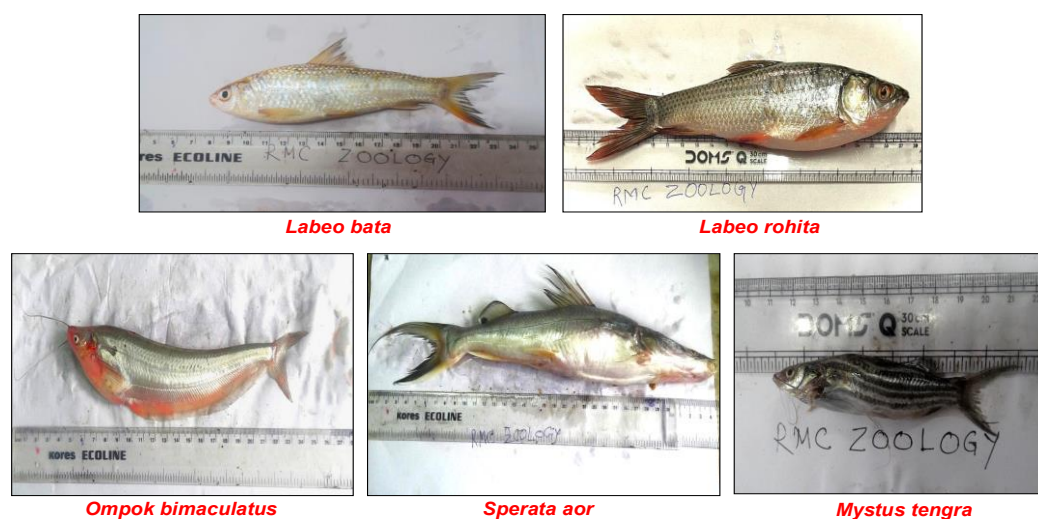 Kores ECOLINE RMC ZOOLOGY
DOMS Q 30 cm SCALE
RMC ZOOLOGY
Labeo bata
Labeo rohita
Kores ECOLINE
Kores ECOLINE
RMC ZOOLOGY
DOMS Q 30 cm SCALE
RMC ZOOLOGY
Ompok bimaculatus
Sperata aor
Mystus tengra